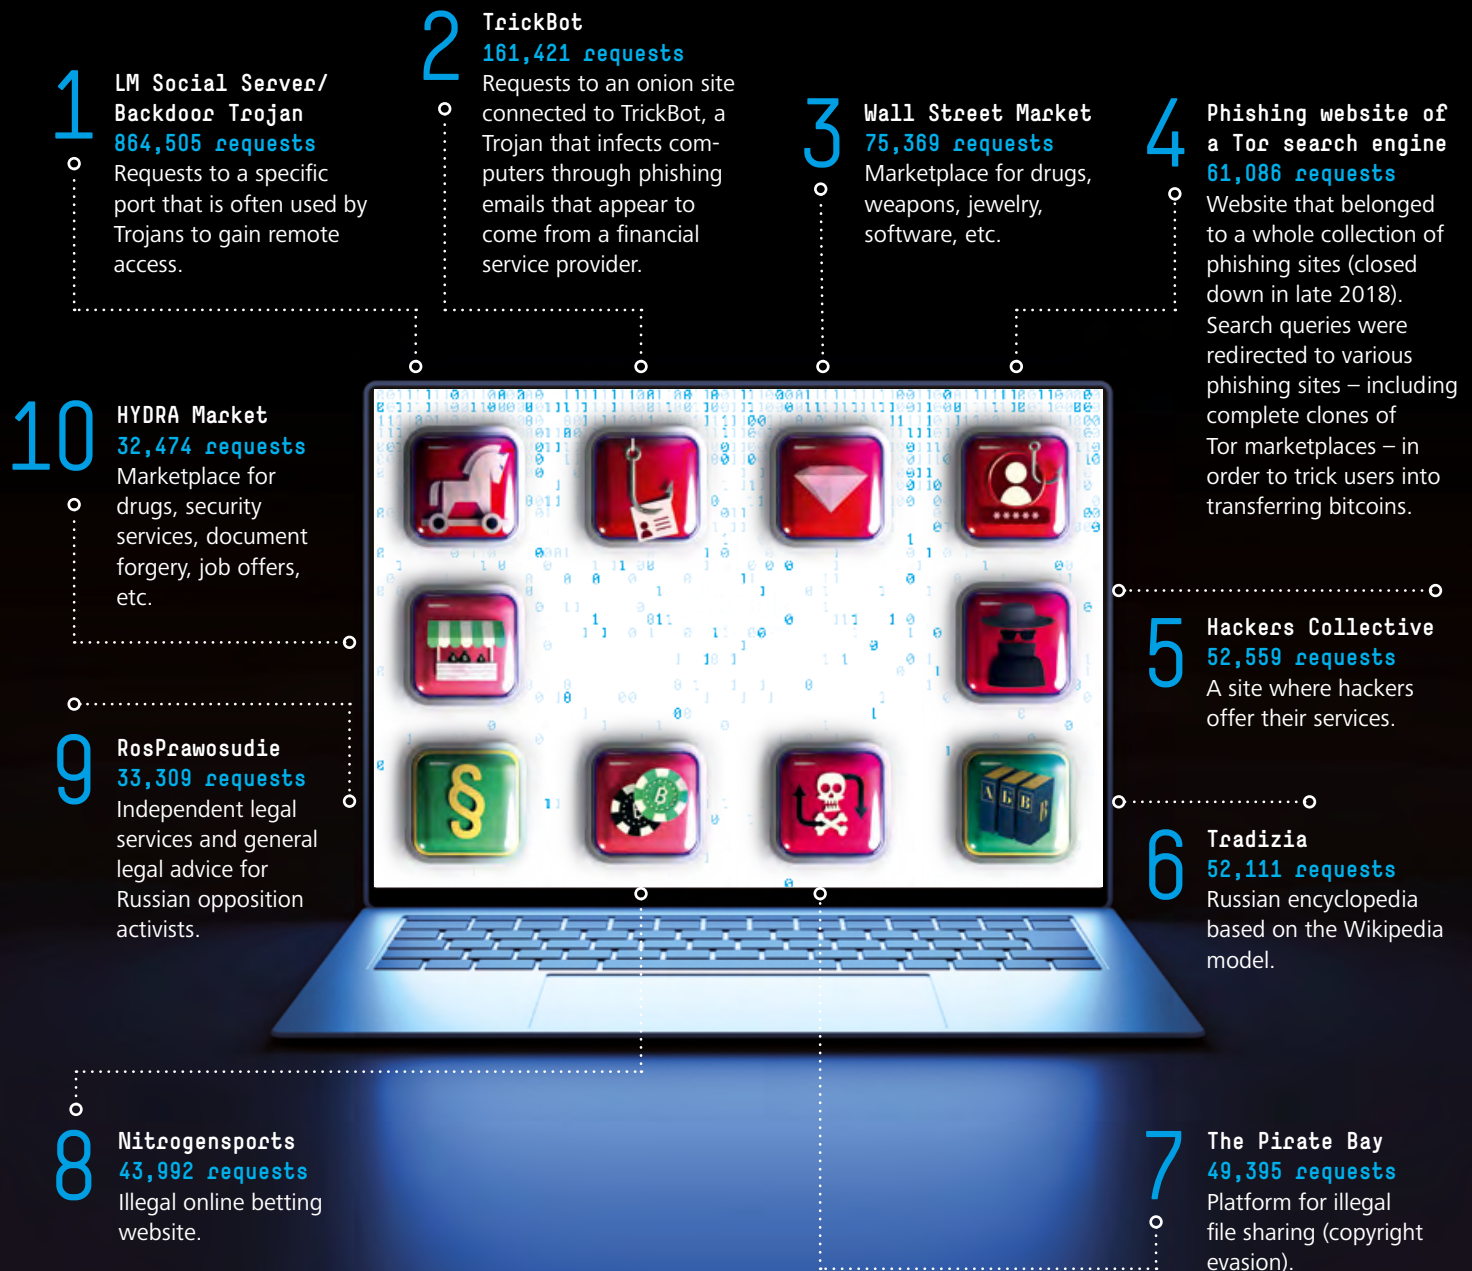 1
LM Social Server/
Backdoor Trojan
864,505 requests
Requests to a specific
port that is often used by
Trojans to gain remote
access.
2
TrickBot
161,421 requests
Requests to an onion site
connected to TrickBot, a
Trojan that infects com-
puters through phishing
emails that appear to
come from a financial
service provider.
3
Wall Street Market
75,369 requests
Marketplace for drugs,
weapons, jewelry,
software, etc.
4
Phishing website of
a Tor search engine
61,086 requests
Website that belonged
to a whole collection of
phishing sites (closed
down in late 2018).
Search queries were
redirected to various
phishing sites – including
complete clones of
Tor marketplaces – in
order to trick users into
transferring bitcoins.
10
HYDRA Market
32,474 requests
Marketplace for
drugs, security
services, document
forgery, job offers,
etc.
5
Hackers Collective
52,559 requests
A site where hackers
offer their services.
9
RosPrawosudie
33,309 requests
Independent legal
services and general
legal advice for
Russian opposition
activists.
§
А Б В В
6
Tradizia
52,111 requests
Russian encyclopedia
based on the Wikipedia
model.
8
Nitrogensports
43,992 requests
Illegal online betting
website.
7
The Pirate Bay
49,395 requests
Platform for illegal
file sharing (copyright
evasion).